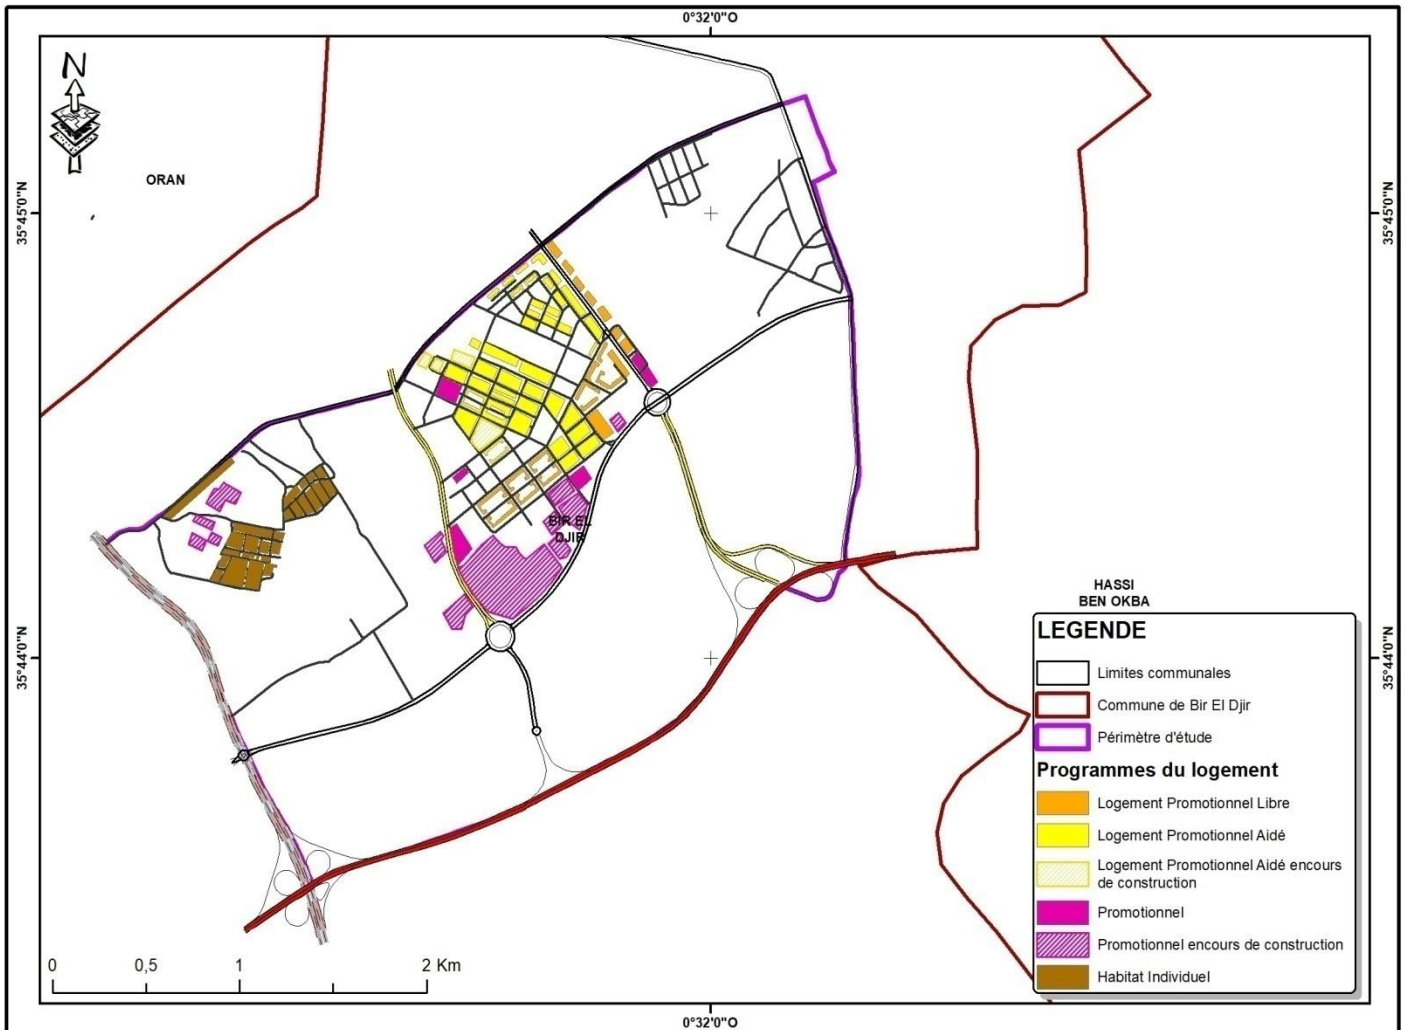 0°32'0"O
N
ORAN
35°45'0"N
35°45'0"N
BIR EL
DJIR
HASSI
BEN OKBA
35°44'0"N
35°44'0"N
LEGENDE
Limites communales
Commune de Bir El Djir
Périmètre d'étude
Programmes du logement
Logement Promotionnel Libre
Logement Promotionnel Aidé
Logement Promotionnel Aidé encours
de construction
Promotionnel
Promotionnel encours de construction
Habitat Individuel
0 0,5 1 2 Km
0°32'0"O